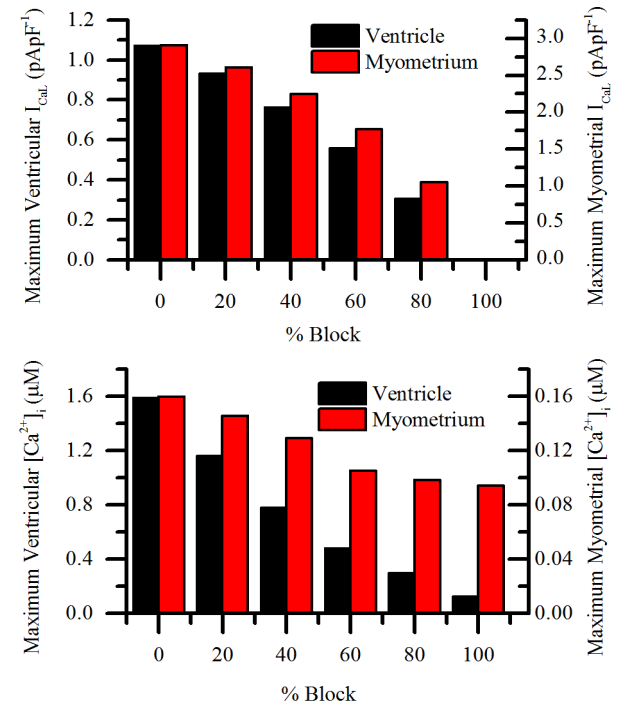 Maximum Ventricular I_CaL (pApF⁻¹)
1.2
1.0
0.8
0.6
0.4
0.2
0.0
Ventricle
Myometrium
3.0
2.5
2.0
1.5
1.0
0.5
0.0
Maximum Myometrial I_CaL (pApF⁻¹)
0 20 40 60 80 100
% Block
Maximum Ventricular [Ca²⁺]ᵢ (μM)
1.6
1.2
0.8
0.4
0.0
Ventricle
Myometrium
0.16
0.12
0.08
0.04
0.00
Maximum Myometrial [Ca²⁺]ᵢ (μM)
0 20 40 60 80 100
% Block